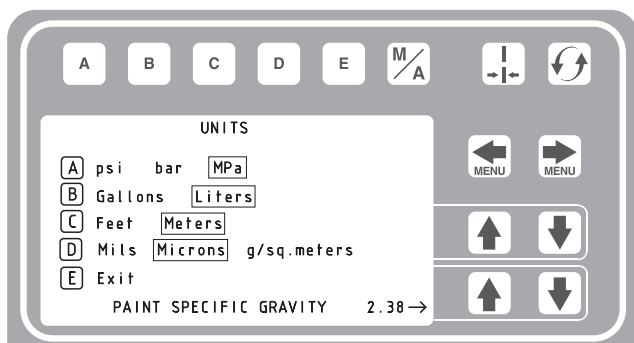 A B C D E M/A
UNITS
A psi bar MPa
B Gallons Liters
C Feet Meters
D Mils Microns g/sq.meters
E Exit
PAINT SPECIFIC GRAVITY 2.38→
MENU MENU